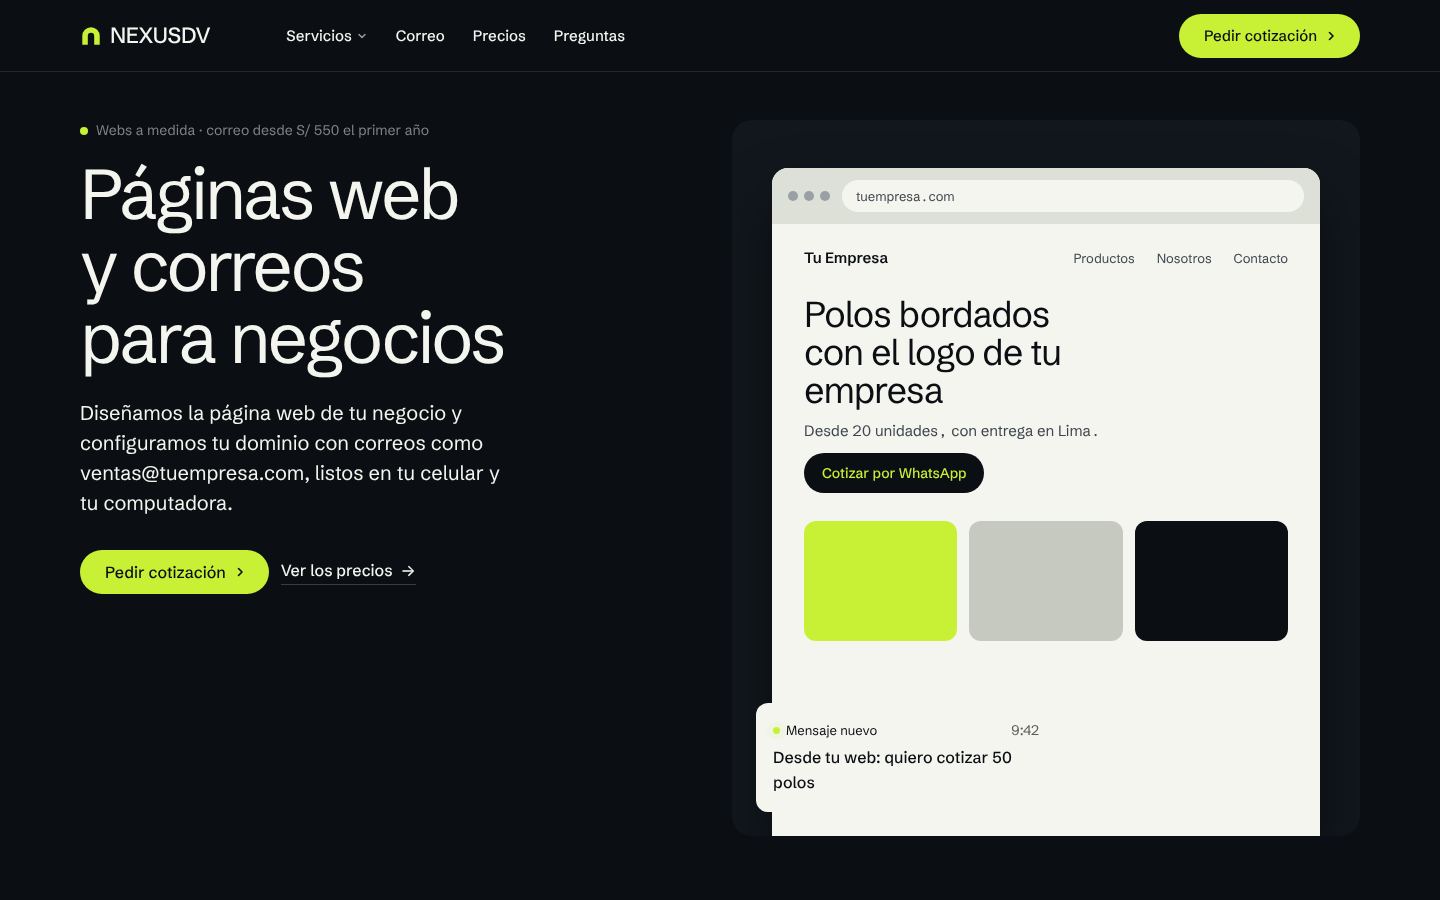 NEXUSDV
Servicios
Correo
Precios
Preguntas
Pedir cotización
Webs a medida · correo desde S/ 550 el primer año
Páginas web
y correos
para negocios
Diseñamos la página web de tu negocio y
configuramos tu dominio con correos como
ventas@tuempresa.com, listos en tu celular y
tu computadora.
Pedir cotización
Ver los precios →
tuempresa.com
Tu Empresa
Productos
Nosotros
Contacto
Polos bordados
con el logo de tu
empresa
Desde 20 unidades, con entrega en Lima.
Cotizar por WhatsApp
Mensaje nuevo
9:42
Desde tu web: quiero cotizar 50
polos